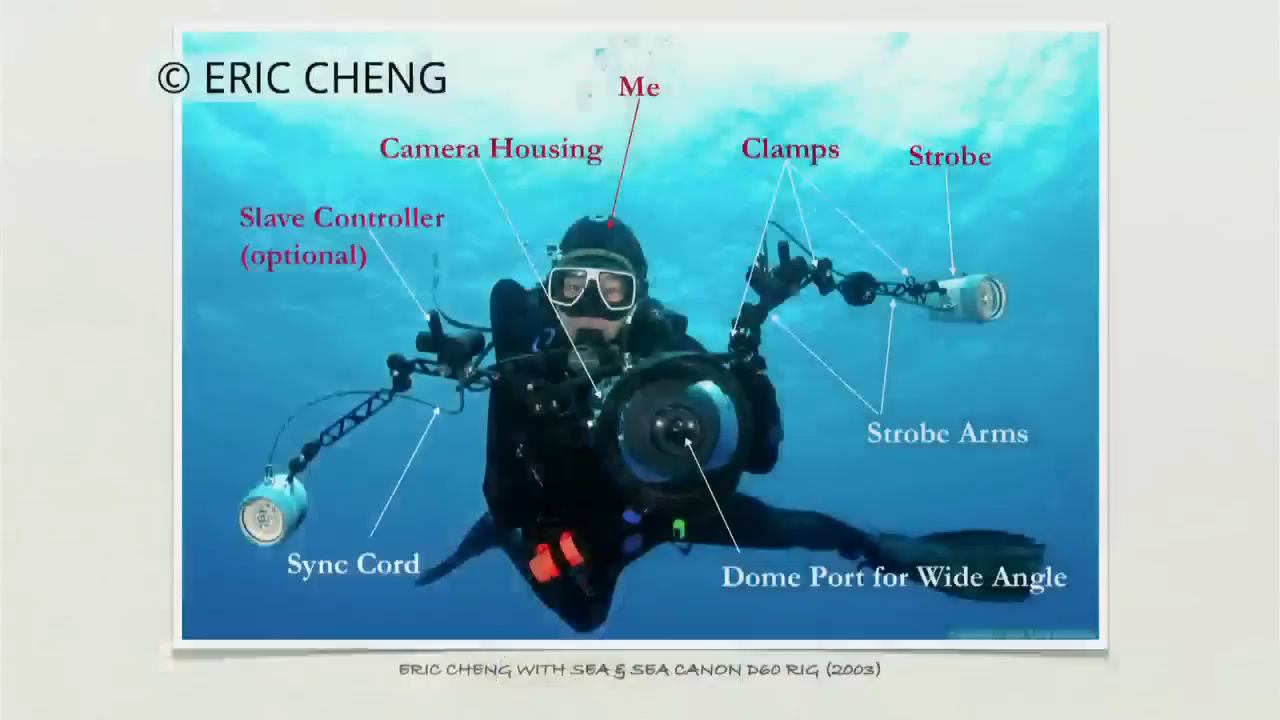 © ERIC CHENG
Me
Camera Housing
Clamps
Strobe
Slave Controller
(optional)
Strobe Arms
Sync Cord
Dome Port for Wide Angle
ERIC CHENG WITH SEA & SEA CANON D60 RIG (2003)